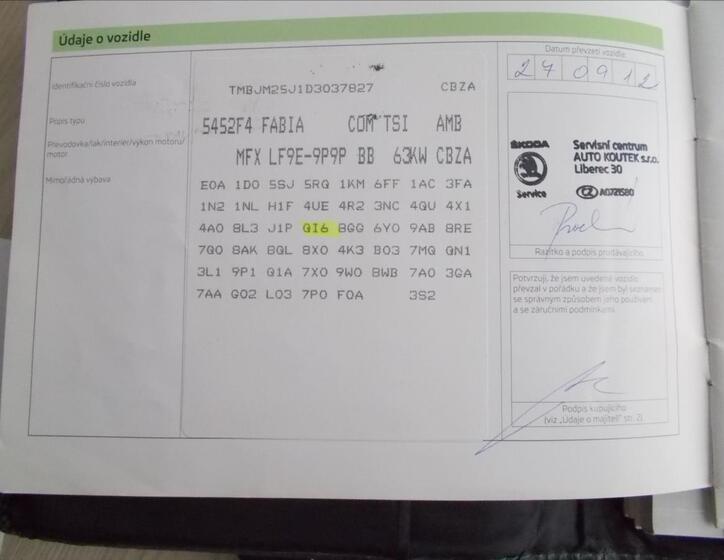 Údaje o vozidle
Datum převzetí vozidla:
27 09 12
Identifikační číslo vozidla
TMBJM25J1D3037827 CBZA
Popis typu
5452F4 FABIA COM TSI AMB
Převodovka/lak/interiér/výkon motoru/
motor
MFX LF9E-9P9P BB 63KW CBZA
Mimořádná výbava
E0A 1D0 5SJ 5RQ 1KM 6FF 1AC 3FA
1N2 1NL H1F 4UE 4R2 3NC 4QU 4X1
4A0 8L3 J1P QI6 8GG 6Y0 9AB 8RE
7Q0 8AK 8QL 8X0 4K3 B03 7MG QN1
3L1 9P1 Q1A 7X0 9W0 8WB 7A0 3GA
7AA G02 L03 7P0 F0A 3S2
ŠKODA
Service
Servisní centrum
AUTO KOUTEK s.r.o.
Liberec 30
CZ
Razítko a podpis prodávajícího
Potvrzuji, že jsem uvedené vozidlo
převzal v pořádku a že jsem byl seznámen
se správným způsobem jeho používání
a se záručními podmínkami.
Podpis kupujícího
(viz „Údaje o majiteli“ str. 2)